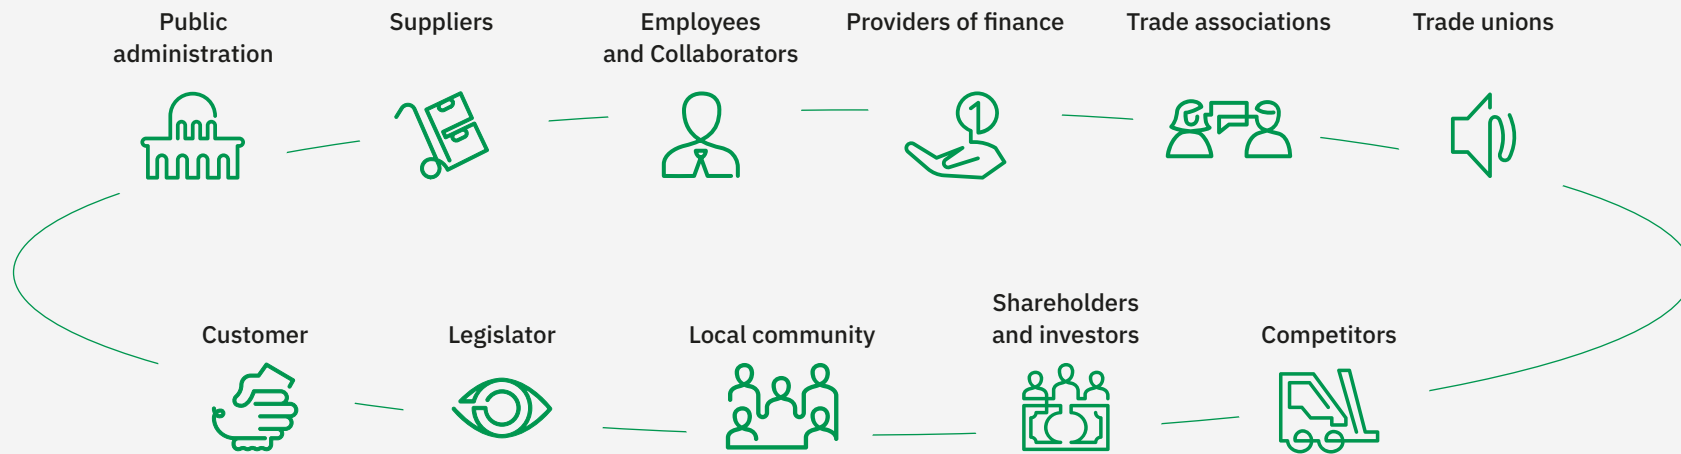 Public
administration
Suppliers
Employees
and Collaborators
Providers of finance
Trade associations
Trade unions
1
Customer
Legislator
Local community
Shareholders
and investors
Competitors